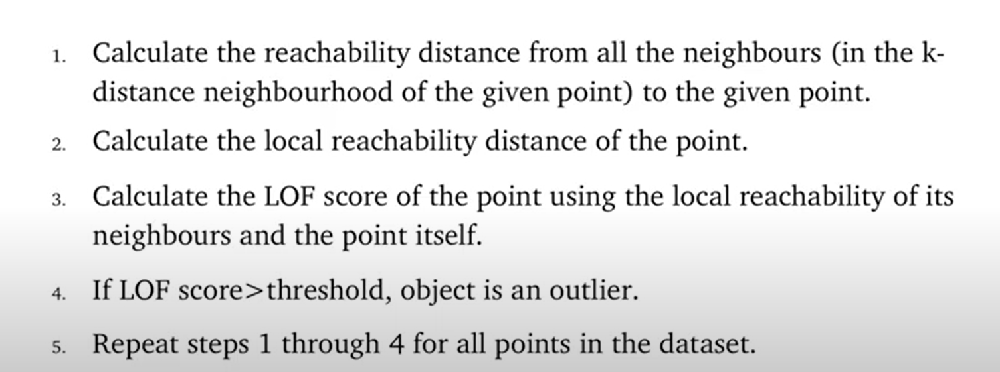 1. Calculate the reachability distance from all the neighbours (in the k-
distance neighbourhood of the given point) to the given point.
2. Calculate the local reachability distance of the point.
3. Calculate the LOF score of the point using the local reachability of its
neighbours and the point itself.
4. If LOF score>threshold, object is an outlier.
5. Repeat steps 1 through 4 for all points in the dataset.